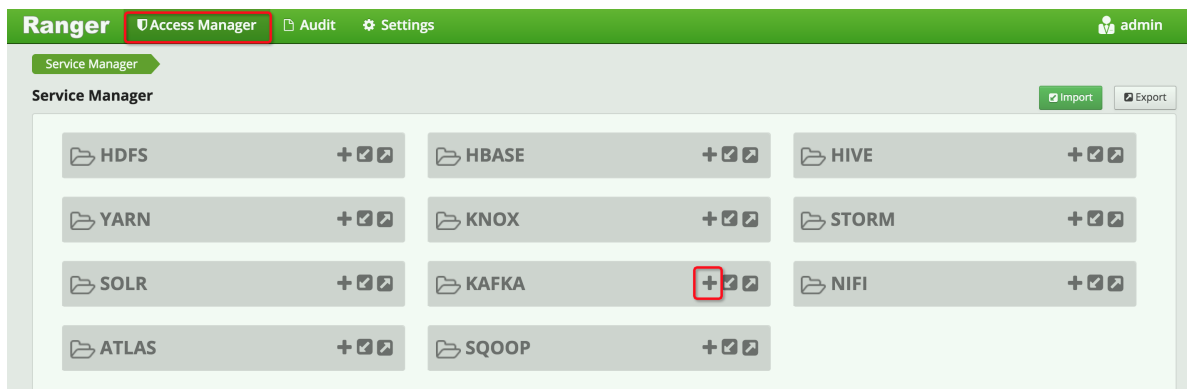 Ranger Access Manager Audit Settings admin
Service Manager
Service Manager Import Export
HDFS HBASE HIVE
YARN KNOX STORM
SOLR KAFKA NIFI
ATLAS SQOOP